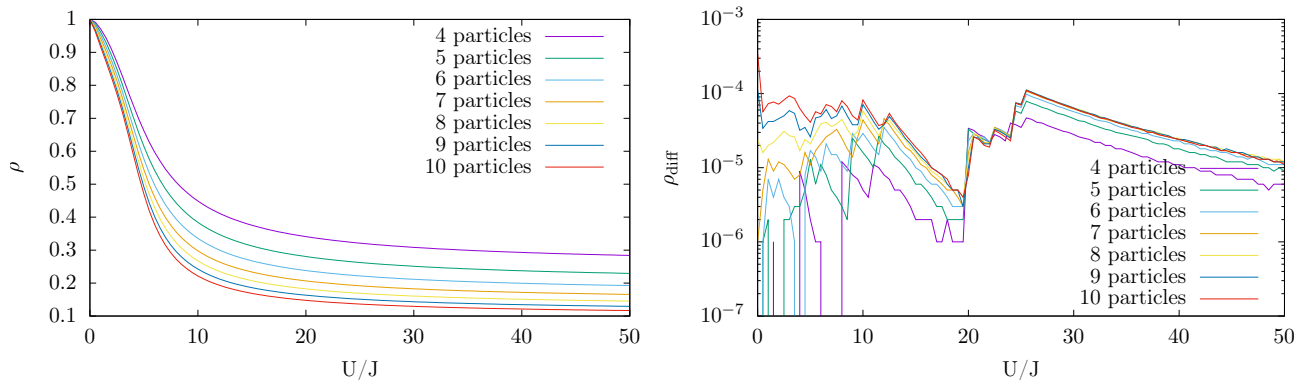 1
0.9
0.8
0.7
0.6
0.5
0.4
0.3
0.2
0.1
ρ
4 particles
5 particles
6 particles
7 particles
8 particles
9 particles
10 particles
0 10 20 30 40 50
U/J
10⁻³
10⁻⁴
10⁻⁵
10⁻⁶
10⁻⁷
ρdiff
4 particles
5 particles
6 particles
7 particles
8 particles
9 particles
10 particles
0 10 20 30 40 50
U/J